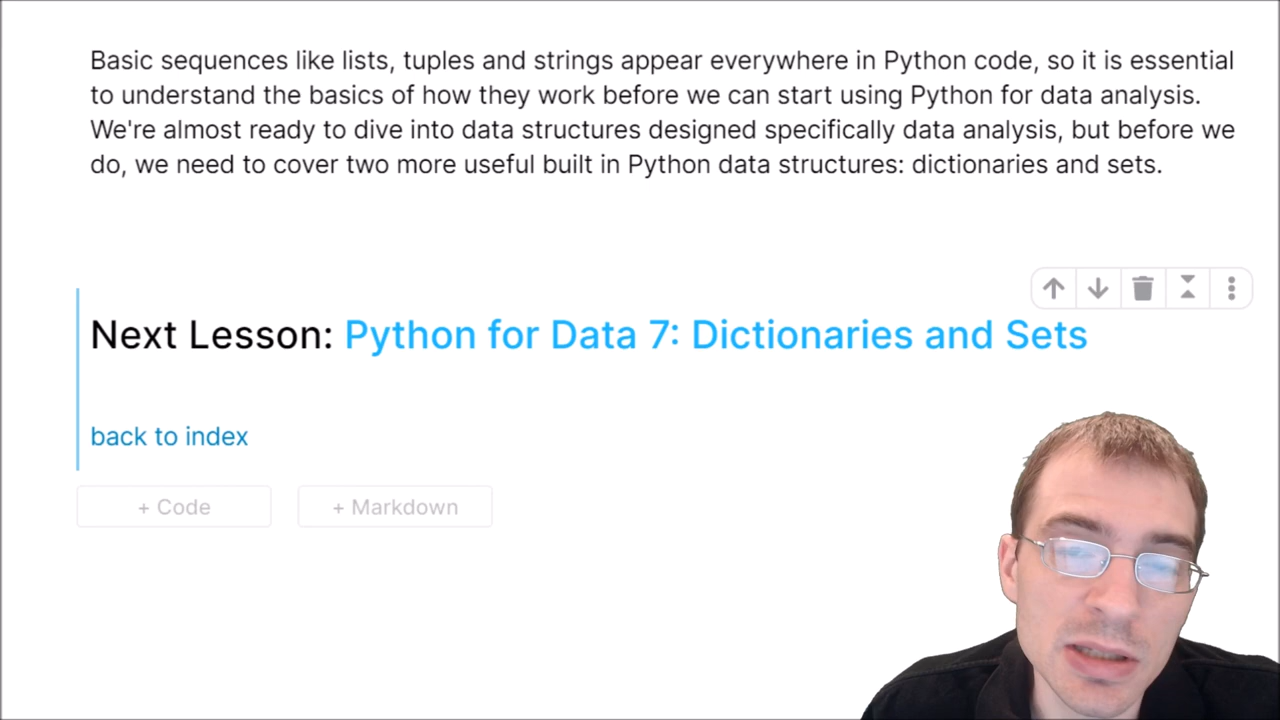 Basic sequences like lists, tuples and strings appear everywhere in Python code, so it is essential
to understand the basics of how they work before we can start using Python for data analysis.
We're almost ready to dive into data structures designed specifically data analysis, but before we
do, we need to cover two more useful built in Python data structures: dictionaries and sets.
Next Lesson: Python for Data 7: Dictionaries and Sets
back to index
+ Code
+ Markdown